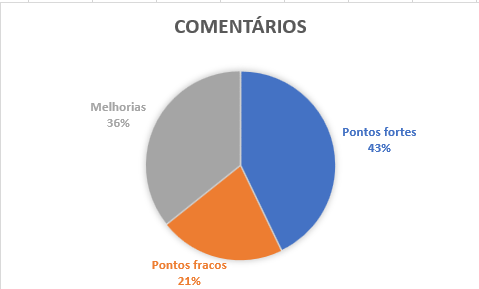 COMENTÁRIOS
Melhorias
36%
Pontos fortes
43%
Pontos fracos
21%